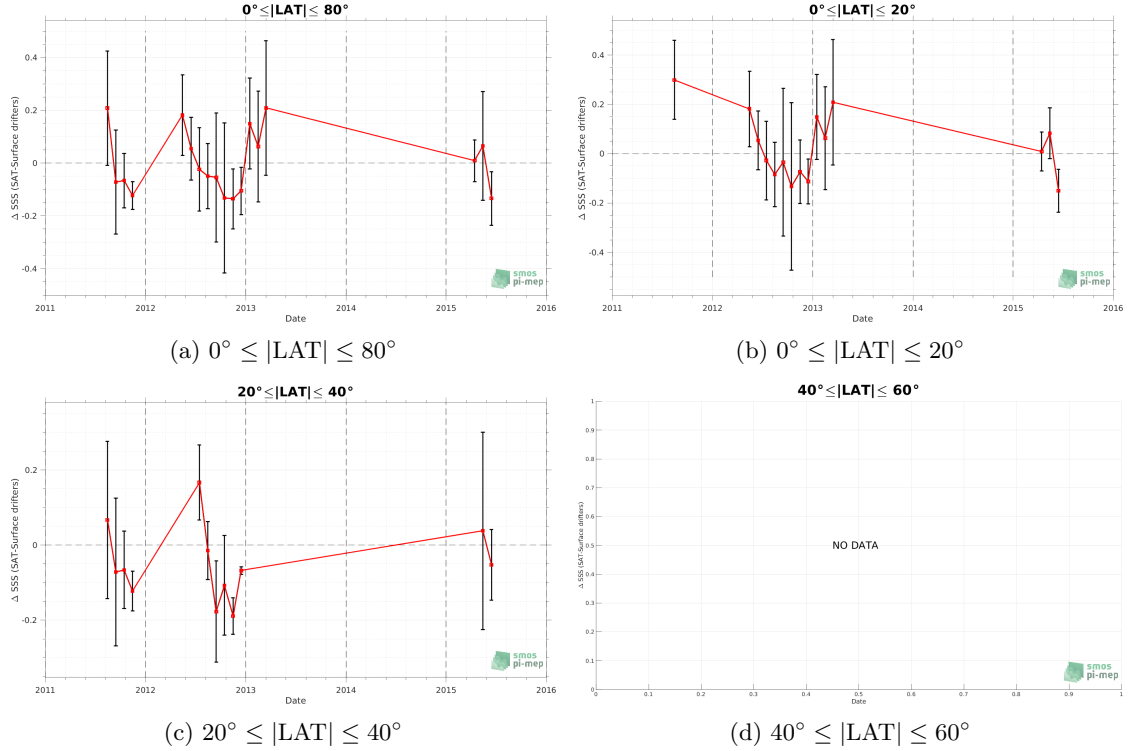 0°≤|LAT|≤ 80°
Δ SSS (SAT-Surface drifters)
0.4
0.2
0
-0.2
-0.4
2011 2012 2013 2014 2015 2016
Date
smos
pi-mep
(a) 0° ≤ |LAT| ≤ 80°
0°≤|LAT|≤ 20°
Δ SSS (SAT-Surface drifters)
0.4
0.2
0
-0.2
-0.4
2011 2012 2013 2014 2015 2016
Date
smos
pi-mep
(b) 0° ≤ |LAT| ≤ 20°
20°≤|LAT|≤ 40°
Δ SSS (SAT-Surface drifters)
0.2
0
-0.2
2011 2012 2013 2014 2015 2016
Date
smos
pi-mep
(c) 20° ≤ |LAT| ≤ 40°
40°≤|LAT|≤ 60°
Δ SSS (SAT-Surface drifters)
1
0.9
0.8
0.7
0.6
0.5
0.4
0.3
0.2
0.1
0
NO DATA
0 0.1 0.2 0.3 0.4 0.5 0.6 0.7 0.8 0.9 1
Date
smos
pi-mep
(d) 40° ≤ |LAT| ≤ 60°